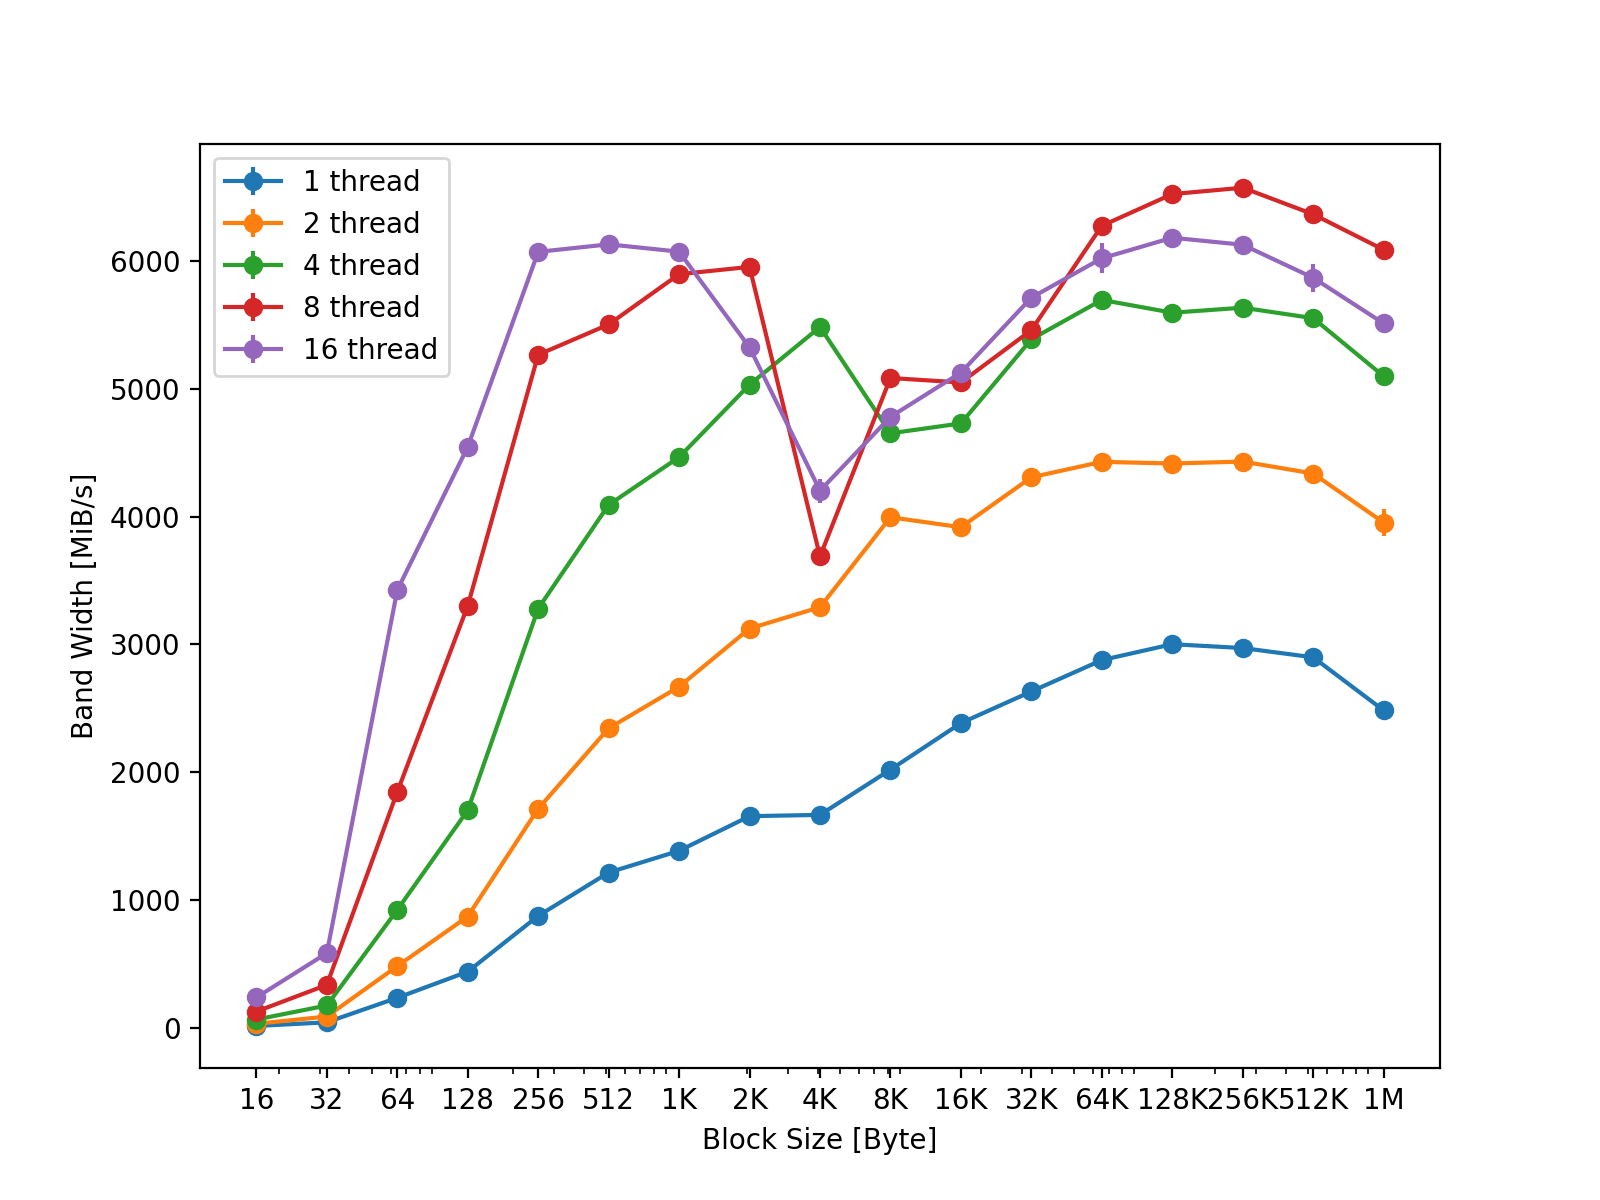 1 thread
2 thread
4 thread
8 thread
16 thread
6000
5000
4000
3000
2000
1000
0
Band Width [MiB/s]
16 32 64 128 256 512 1K 2K 4K 8K 16K 32K 64K 128K 256K 512K 1M
Block Size [Byte]